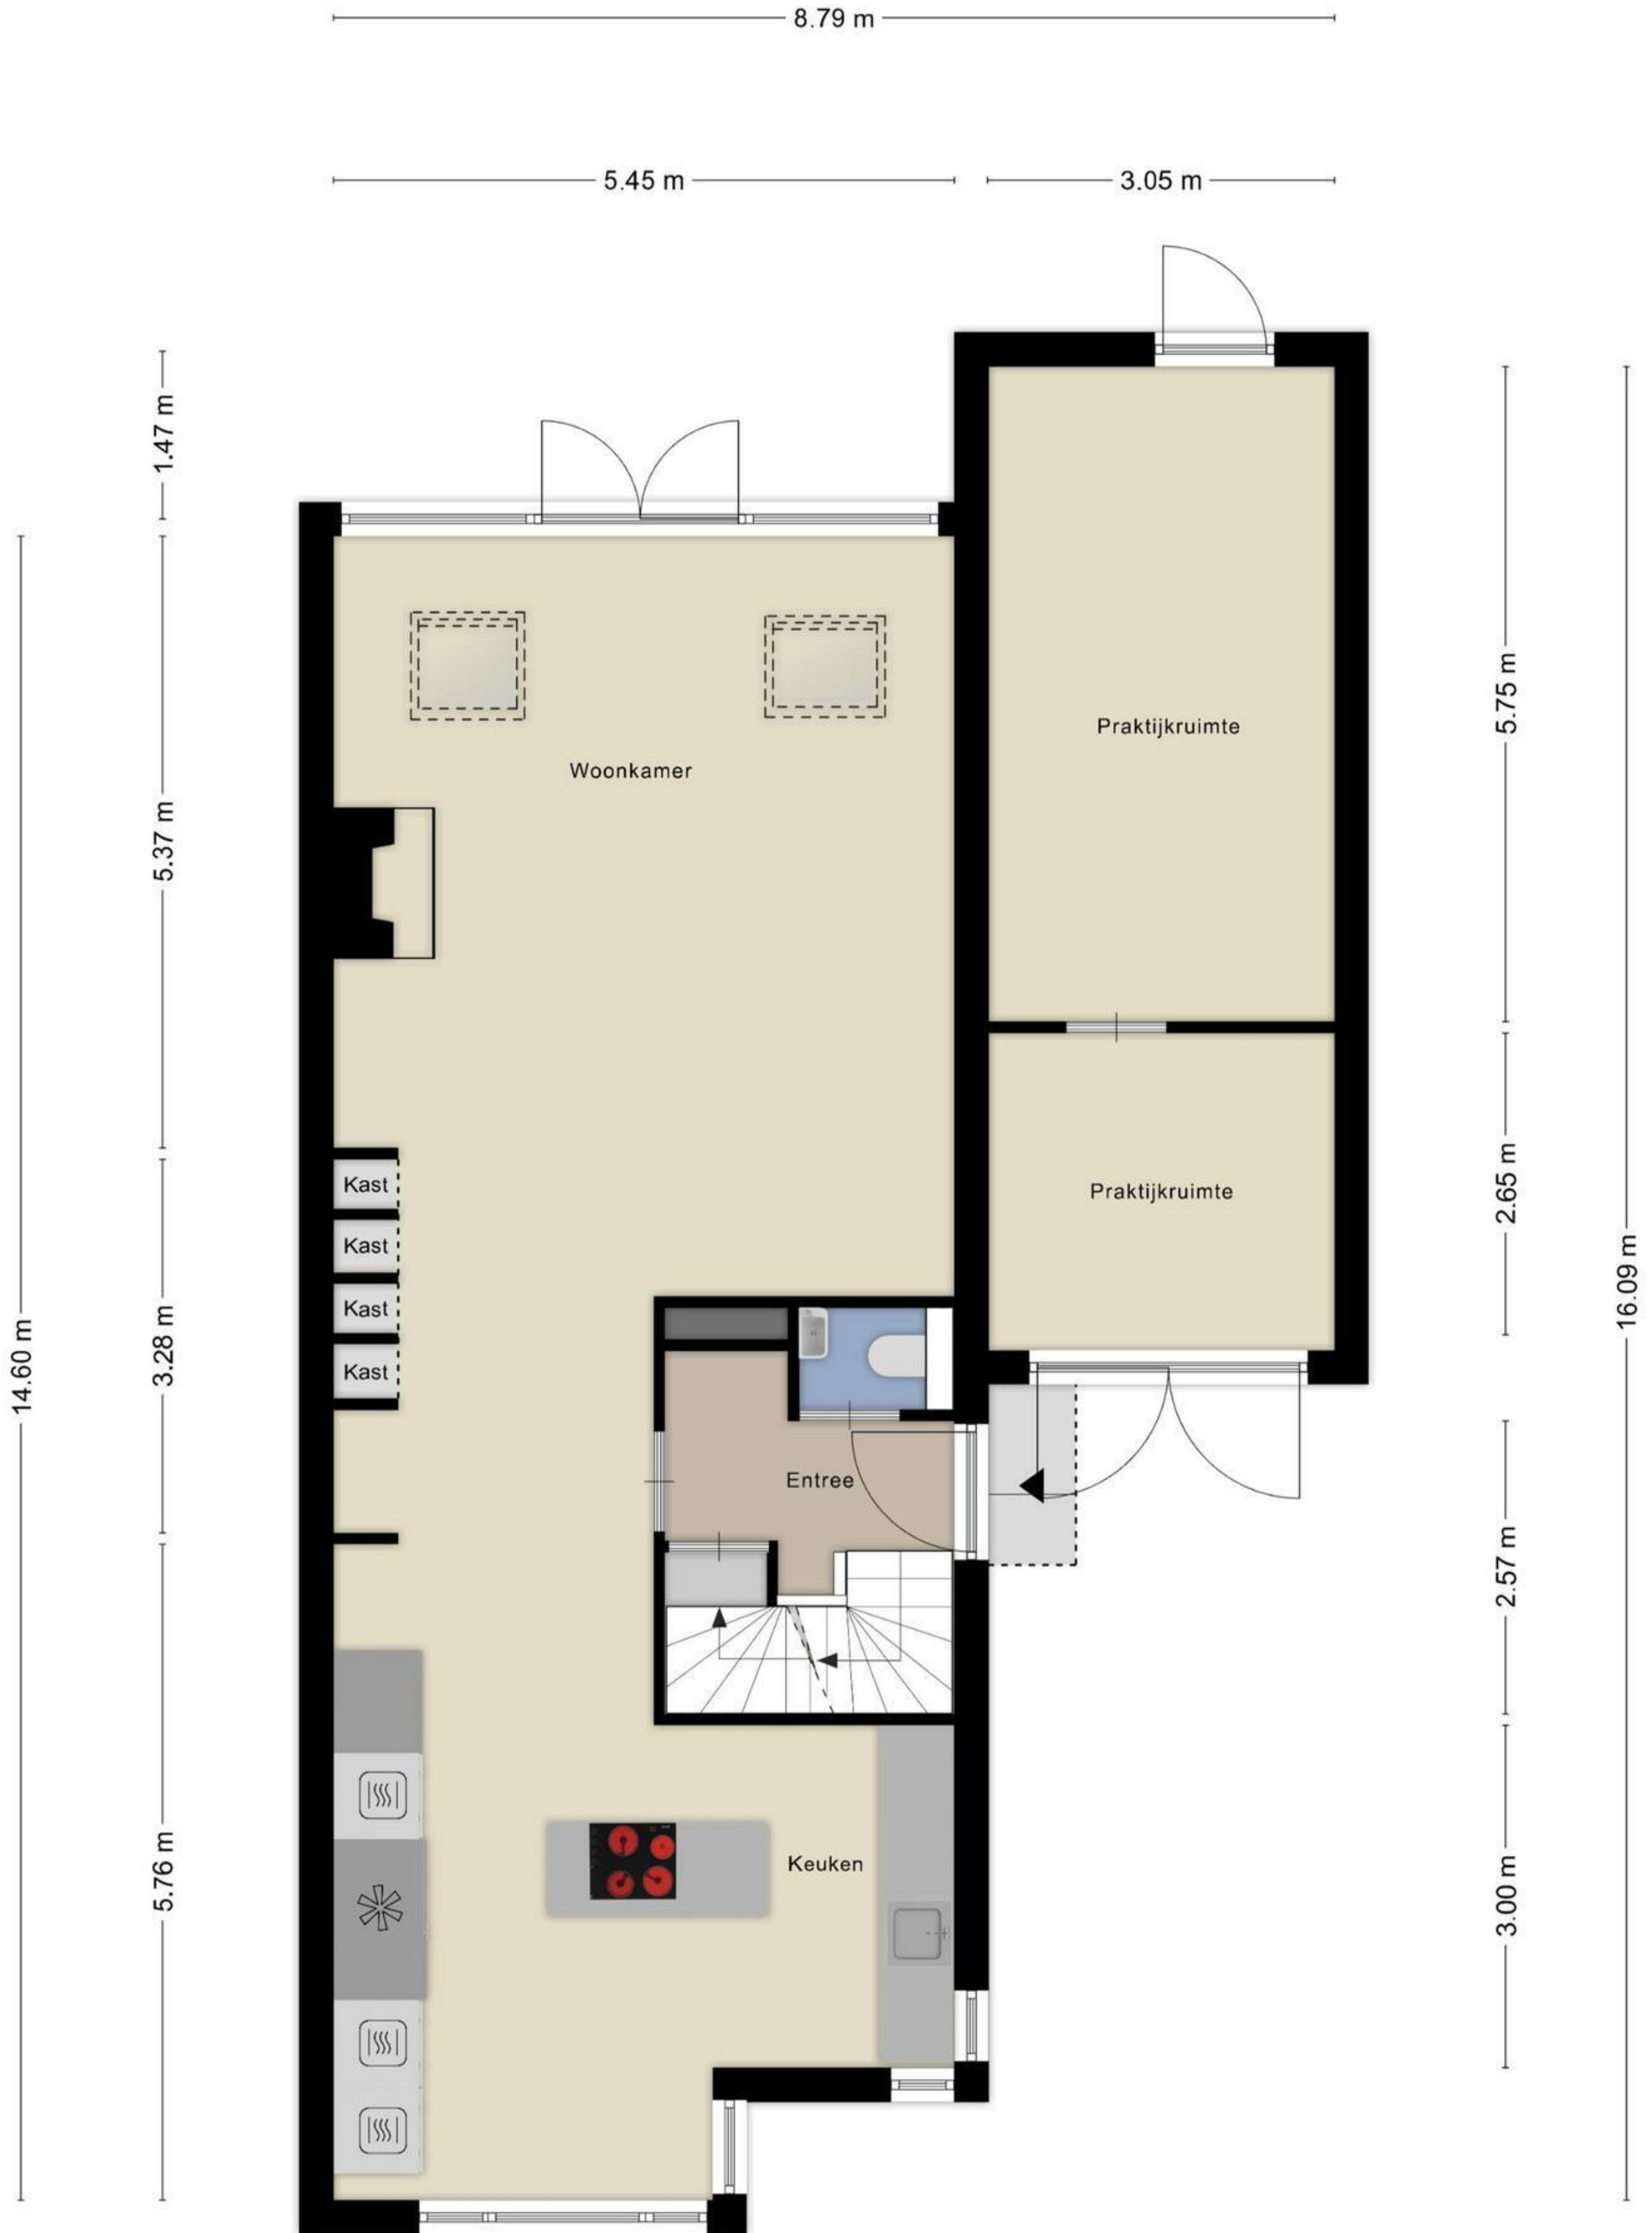 8.79 m
5.45 m
3.05 m
1.47 m
5.37 m
3.28 m
5.76 m
14.60 m
5.75 m
2.65 m
2.57 m
3.00 m
16.09 m
Praktijkruimte
Woonkamer
Praktijkruimte
Kast
Kast
Kast
Kast
Entree
Keuken